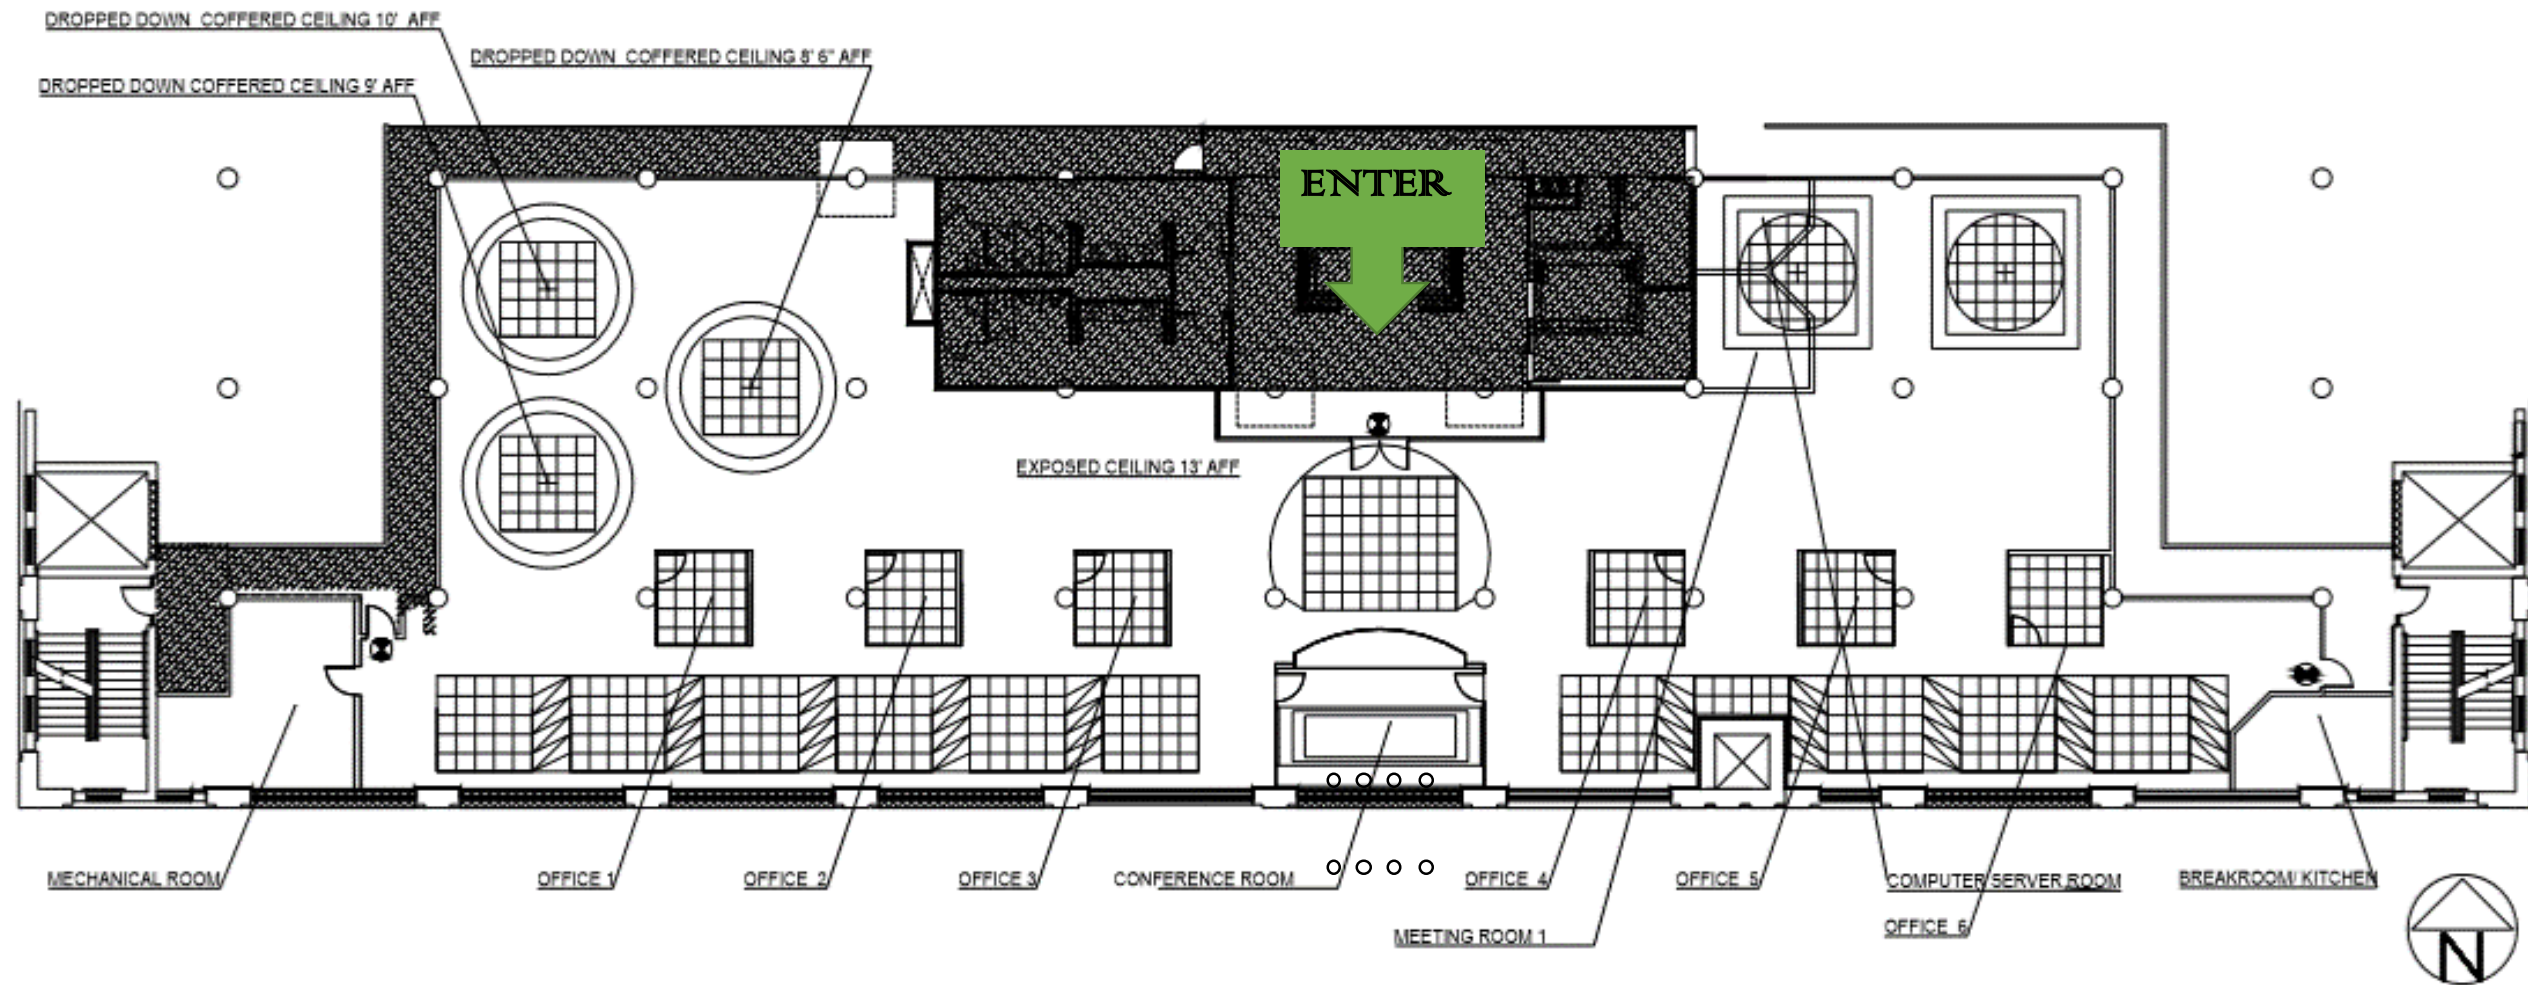 DROPPED DOWN COFFERED CEILING 10' AFF
DROPPED DOWN COFFERED CEILING 8' 6" AFF
DROPPED DOWN COFFERED CEILING 9' AFF
ENTER
EXPOSED CEILING 13' AFF
MECHANICAL ROOM
OFFICE 1
OFFICE 2
OFFICE 3
CONFERENCE ROOM
OFFICE 4
OFFICE 5
COMPUTER SERVER ROOM
BREAKROOM/ KITCHEN
OFFICE 6
MEETING ROOM 1
N